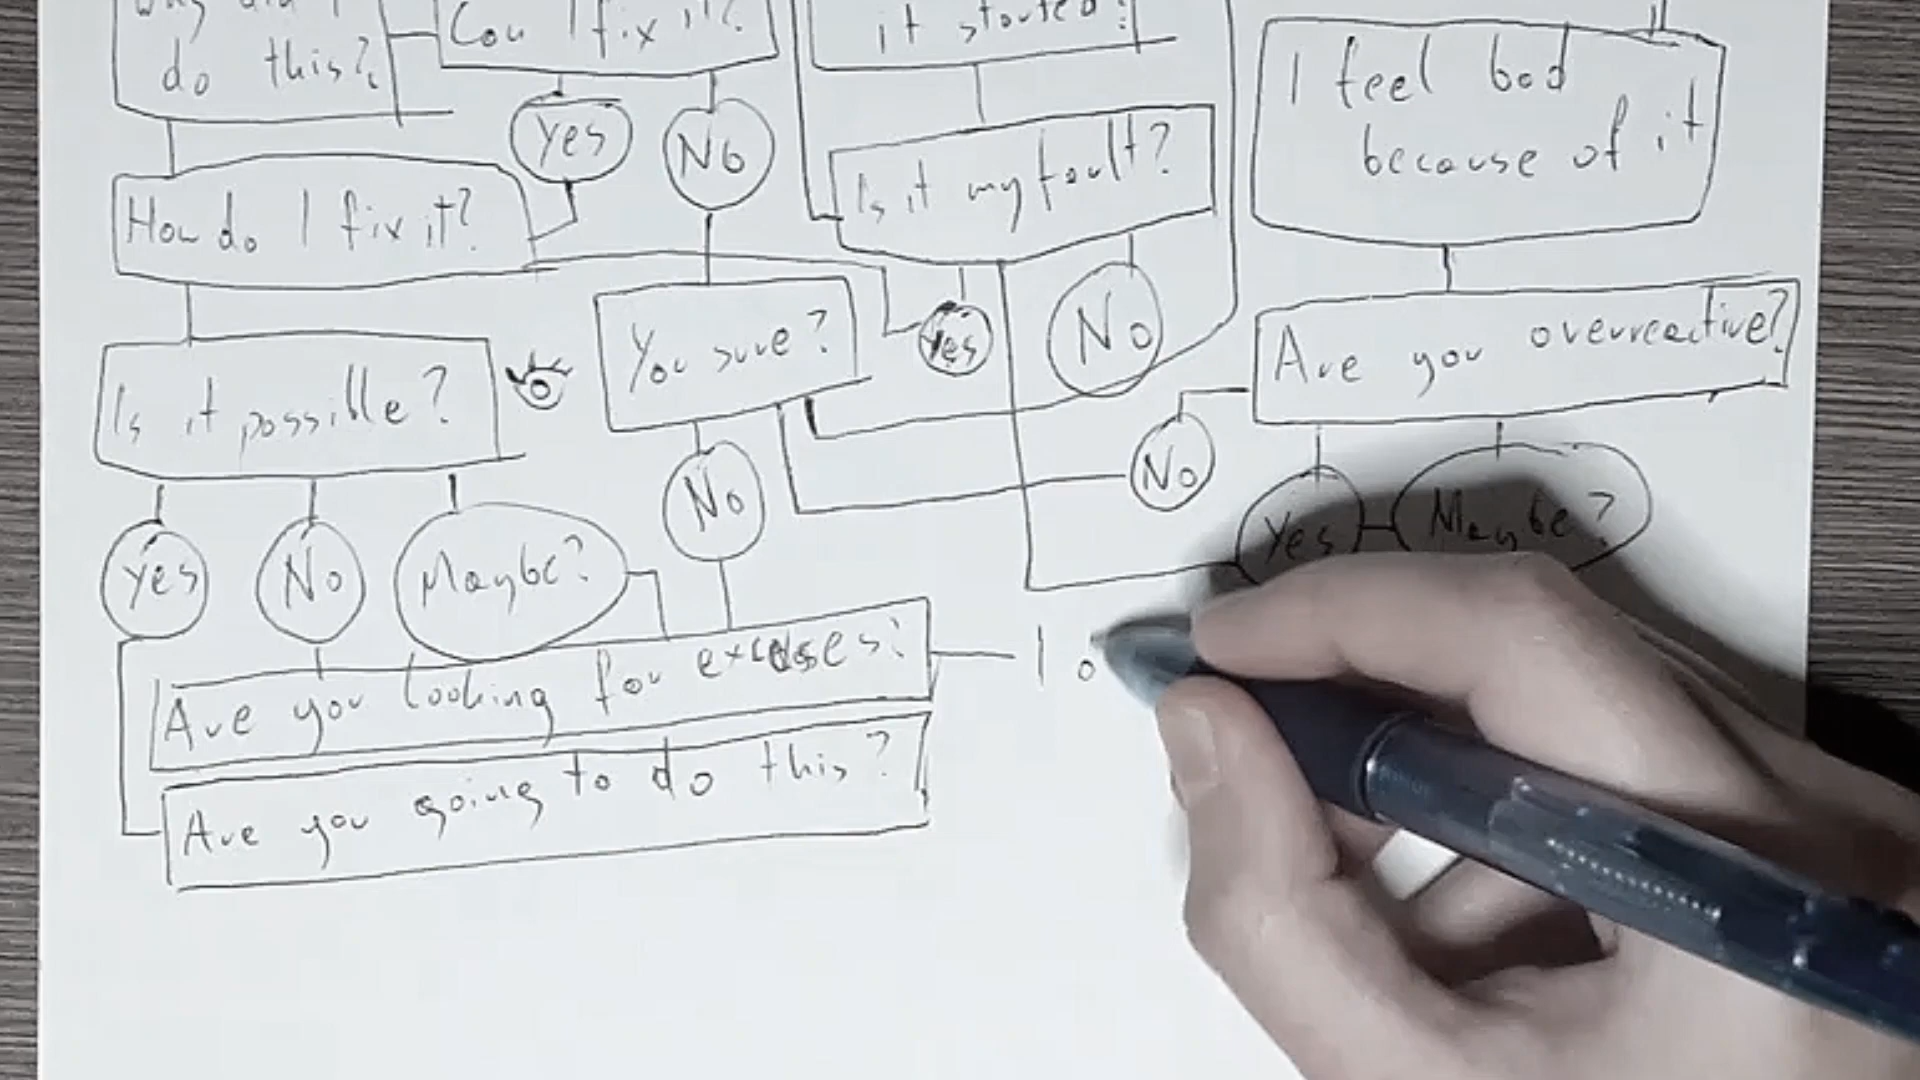 do this?
Can I fix it?
it started?
I feel bad
because of it
Yes
No
Is it my fault?
How do I fix it?
You sure?
Yes
No
Are you overreactive?
Is it possible?
No
No
Yes
Maybe?
Yes
No
Maybe?
Are you looking for excuses?
I a
Are you going to do this?